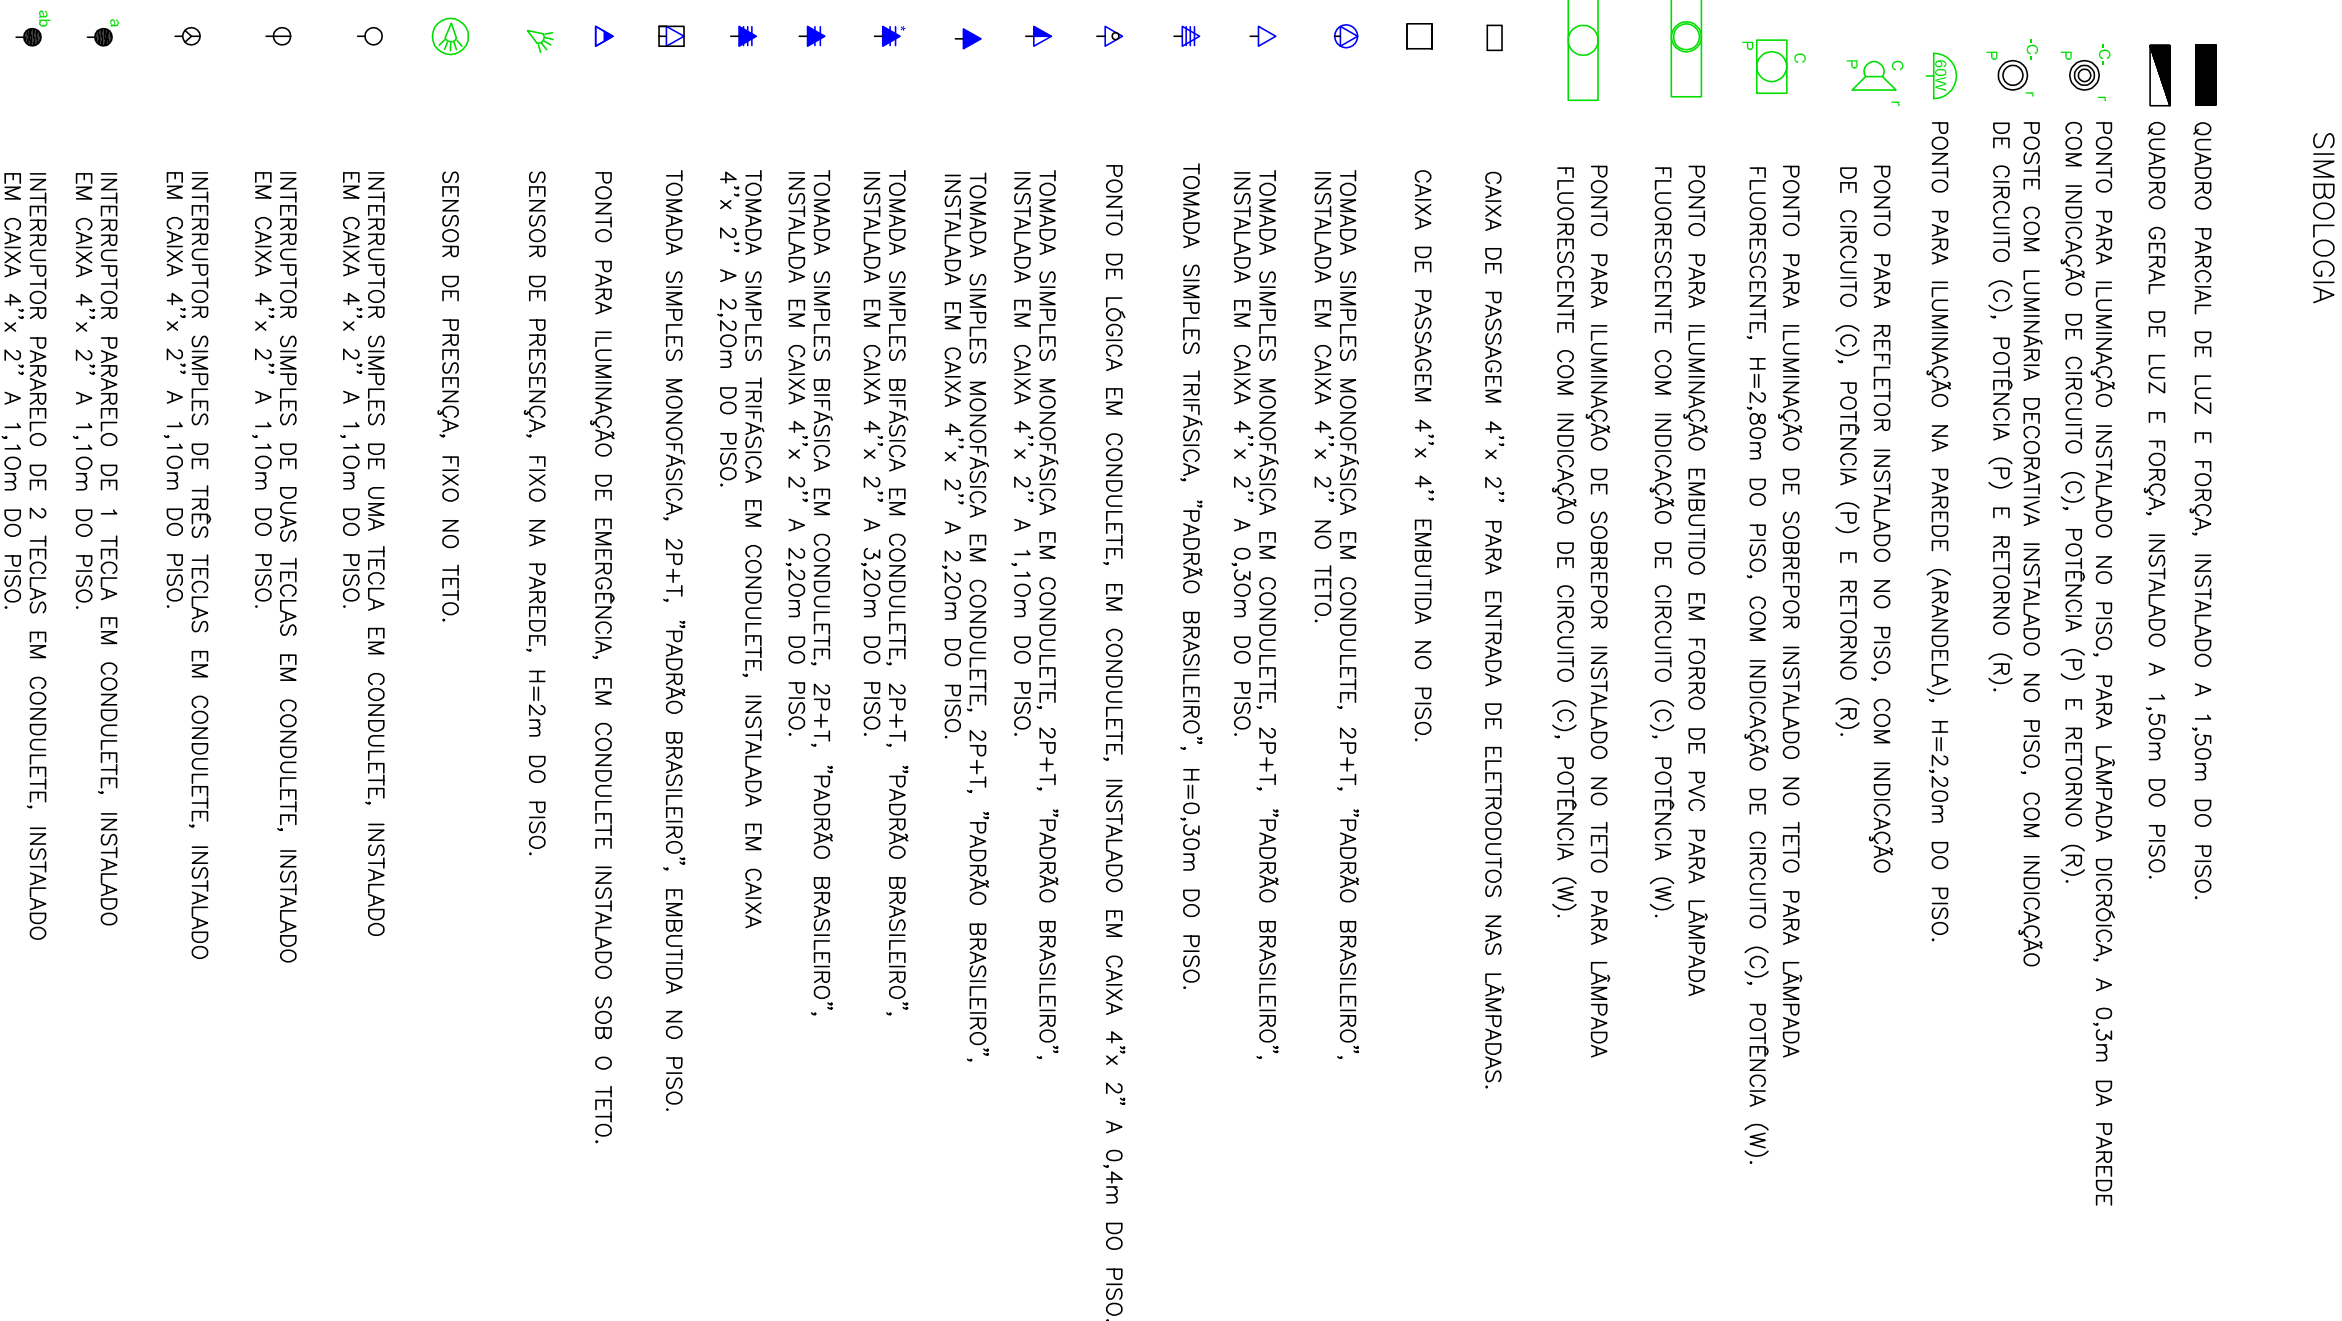 SIMBOLOGIA
QUADRO PARCIAL DE LUZ E FORÇA, INSTALADO A 1,50m DO PISO.
QUADRO GERAL DE LUZ E FORÇA, INSTALADO A 1,50m DO PISO.
-C-
r
P
PONTO PARA ILUMINAÇÃO INSTALADO NO PISO, PARA LÂMPADA DICRÓICA, A 0,3m DA PAREDE
COM INDICAÇÃO DE CIRCUITO (C), POTÊNCIA (P) E RETORNO (R).
-C-
r
P
POSTE COM LUMINÁRIA DECORATIVA INSTALADO NO PISO, COM INDICAÇÃO
DE CIRCUITO (C), POTÊNCIA (P) E RETORNO (R).
60W
PONTO PARA ILUMINAÇÃO NA PAREDE (ARANDELA), H=2,20m DO PISO.
C
r
P
PONTO PARA REFLETOR INSTALADO NO PISO, COM INDICAÇÃO
DE CIRCUITO (C), POTÊNCIA (P) E RETORNO (R).
C
P
PONTO PARA ILUMINAÇÃO DE SOBREPOR INSTALADO NO TETO PARA LÂMPADA
FLUORESCENTE, H=2,80m DO PISO, COM INDICAÇÃO DE CIRCUITO (C), POTÊNCIA (W).
PONTO PARA ILUMINAÇÃO EMBUTIDO EM FORRO DE PVC PARA LÂMPADA
FLUORESCENTE COM INDICAÇÃO DE CIRCUITO (C), POTÊNCIA (W).
PONTO PARA ILUMINAÇÃO DE SOBREPOR INSTALADO NO TETO PARA LÂMPADA
FLUORESCENTE COM INDICAÇÃO DE CIRCUITO (C), POTÊNCIA (W).
CAIXA DE PASSAGEM 4''x 2'' PARA ENTRADA DE ELETRODUTOS NAS LÂMPADAS.
CAIXA DE PASSAGEM 4''x 4'' EMBUTIDA NO PISO.
TOMADA SIMPLES MONOFÁSICA EM CONDULETE, 2P+T, "PADRÃO BRASILEIRO",
INSTALADA EM CAIXA 4''x 2'' NO TETO.
TOMADA SIMPLES MONOFÁSICA EM CONDULETE, 2P+T, "PADRÃO BRASILEIRO",
INSTALADA EM CAIXA 4''x 2'' A 0,30m DO PISO.
TOMADA SIMPLES TRIFÁSICA, "PADRÃO BRASILEIRO", H=0,30m DO PISO.
PONTO DE LÓGICA EM CONDULETE, EM CONDULETE, INSTALADO EM CAIXA 4"x 2" A 0,4m DO PISO.
TOMADA SIMPLES MONOFÁSICA EM CONDULETE, 2P+T, "PADRÃO BRASILEIRO",
INSTALADA EM CAIXA 4''x 2'' A 1,10m DO PISO.
TOMADA SIMPLES MONOFÁSICA EM CONDULETE, 2P+T, "PADRÃO BRASILEIRO",
INSTALADA EM CAIXA 4''x 2'' A 2,20m DO PISO.
*
TOMADA SIMPLES BIFÁSICA EM CONDULETE, 2P+T, "PADRÃO BRASILEIRO",
INSTALADA EM CAIXA 4''x 2'' A 3,20m DO PISO.
TOMADA SIMPLES BIFÁSICA EM CONDULETE, 2P+T, "PADRÃO BRASILEIRO",
INSTALADA EM CAIXA 4''x 2'' A 2,20m DO PISO.
TOMADA SIMPLES TRIFÁSICA EM CONDULETE, INSTALADA EM CAIXA
4''x 2'' A 2,20m DO PISO.
TOMADA SIMPLES MONOFÁSICA, 2P+T, "PADRÃO BRASILEIRO", EMBUTIDA NO PISO.
PONTO PARA ILUMINAÇÃO DE EMERGÊNCIA, EM CONDULETE INSTALADO SOB O TETO.
SENSOR DE PRESENÇA, FIXO NA PAREDE, H=2m DO PISO.
SENSOR DE PRESENÇA, FIXO NO TETO.
INTERRUPTOR SIMPLES DE UMA TECLA EM CONDULETE, INSTALADO
EM CAIXA 4''x 2'' A 1,10m DO PISO.
INTERRUPTOR SIMPLES DE DUAS TECLAS EM CONDULETE, INSTALADO
EM CAIXA 4''x 2'' A 1,10m DO PISO.
INTERRUPTOR SIMPLES DE TRÊS TECLAS EM CONDULETE, INSTALADO
EM CAIXA 4''x 2'' A 1,10m DO PISO.
a
INTERRUPTOR PARARELO DE 1 TECLA EM CONDULETE, INSTALADO
EM CAIXA 4''x 2'' A 1,10m DO PISO.
ab
INTERRUPTOR PARARELO DE 2 TECLAS EM CONDULETE, INSTALADO
EM CAIXA 4''x 2'' A 1,10m DO PISO.